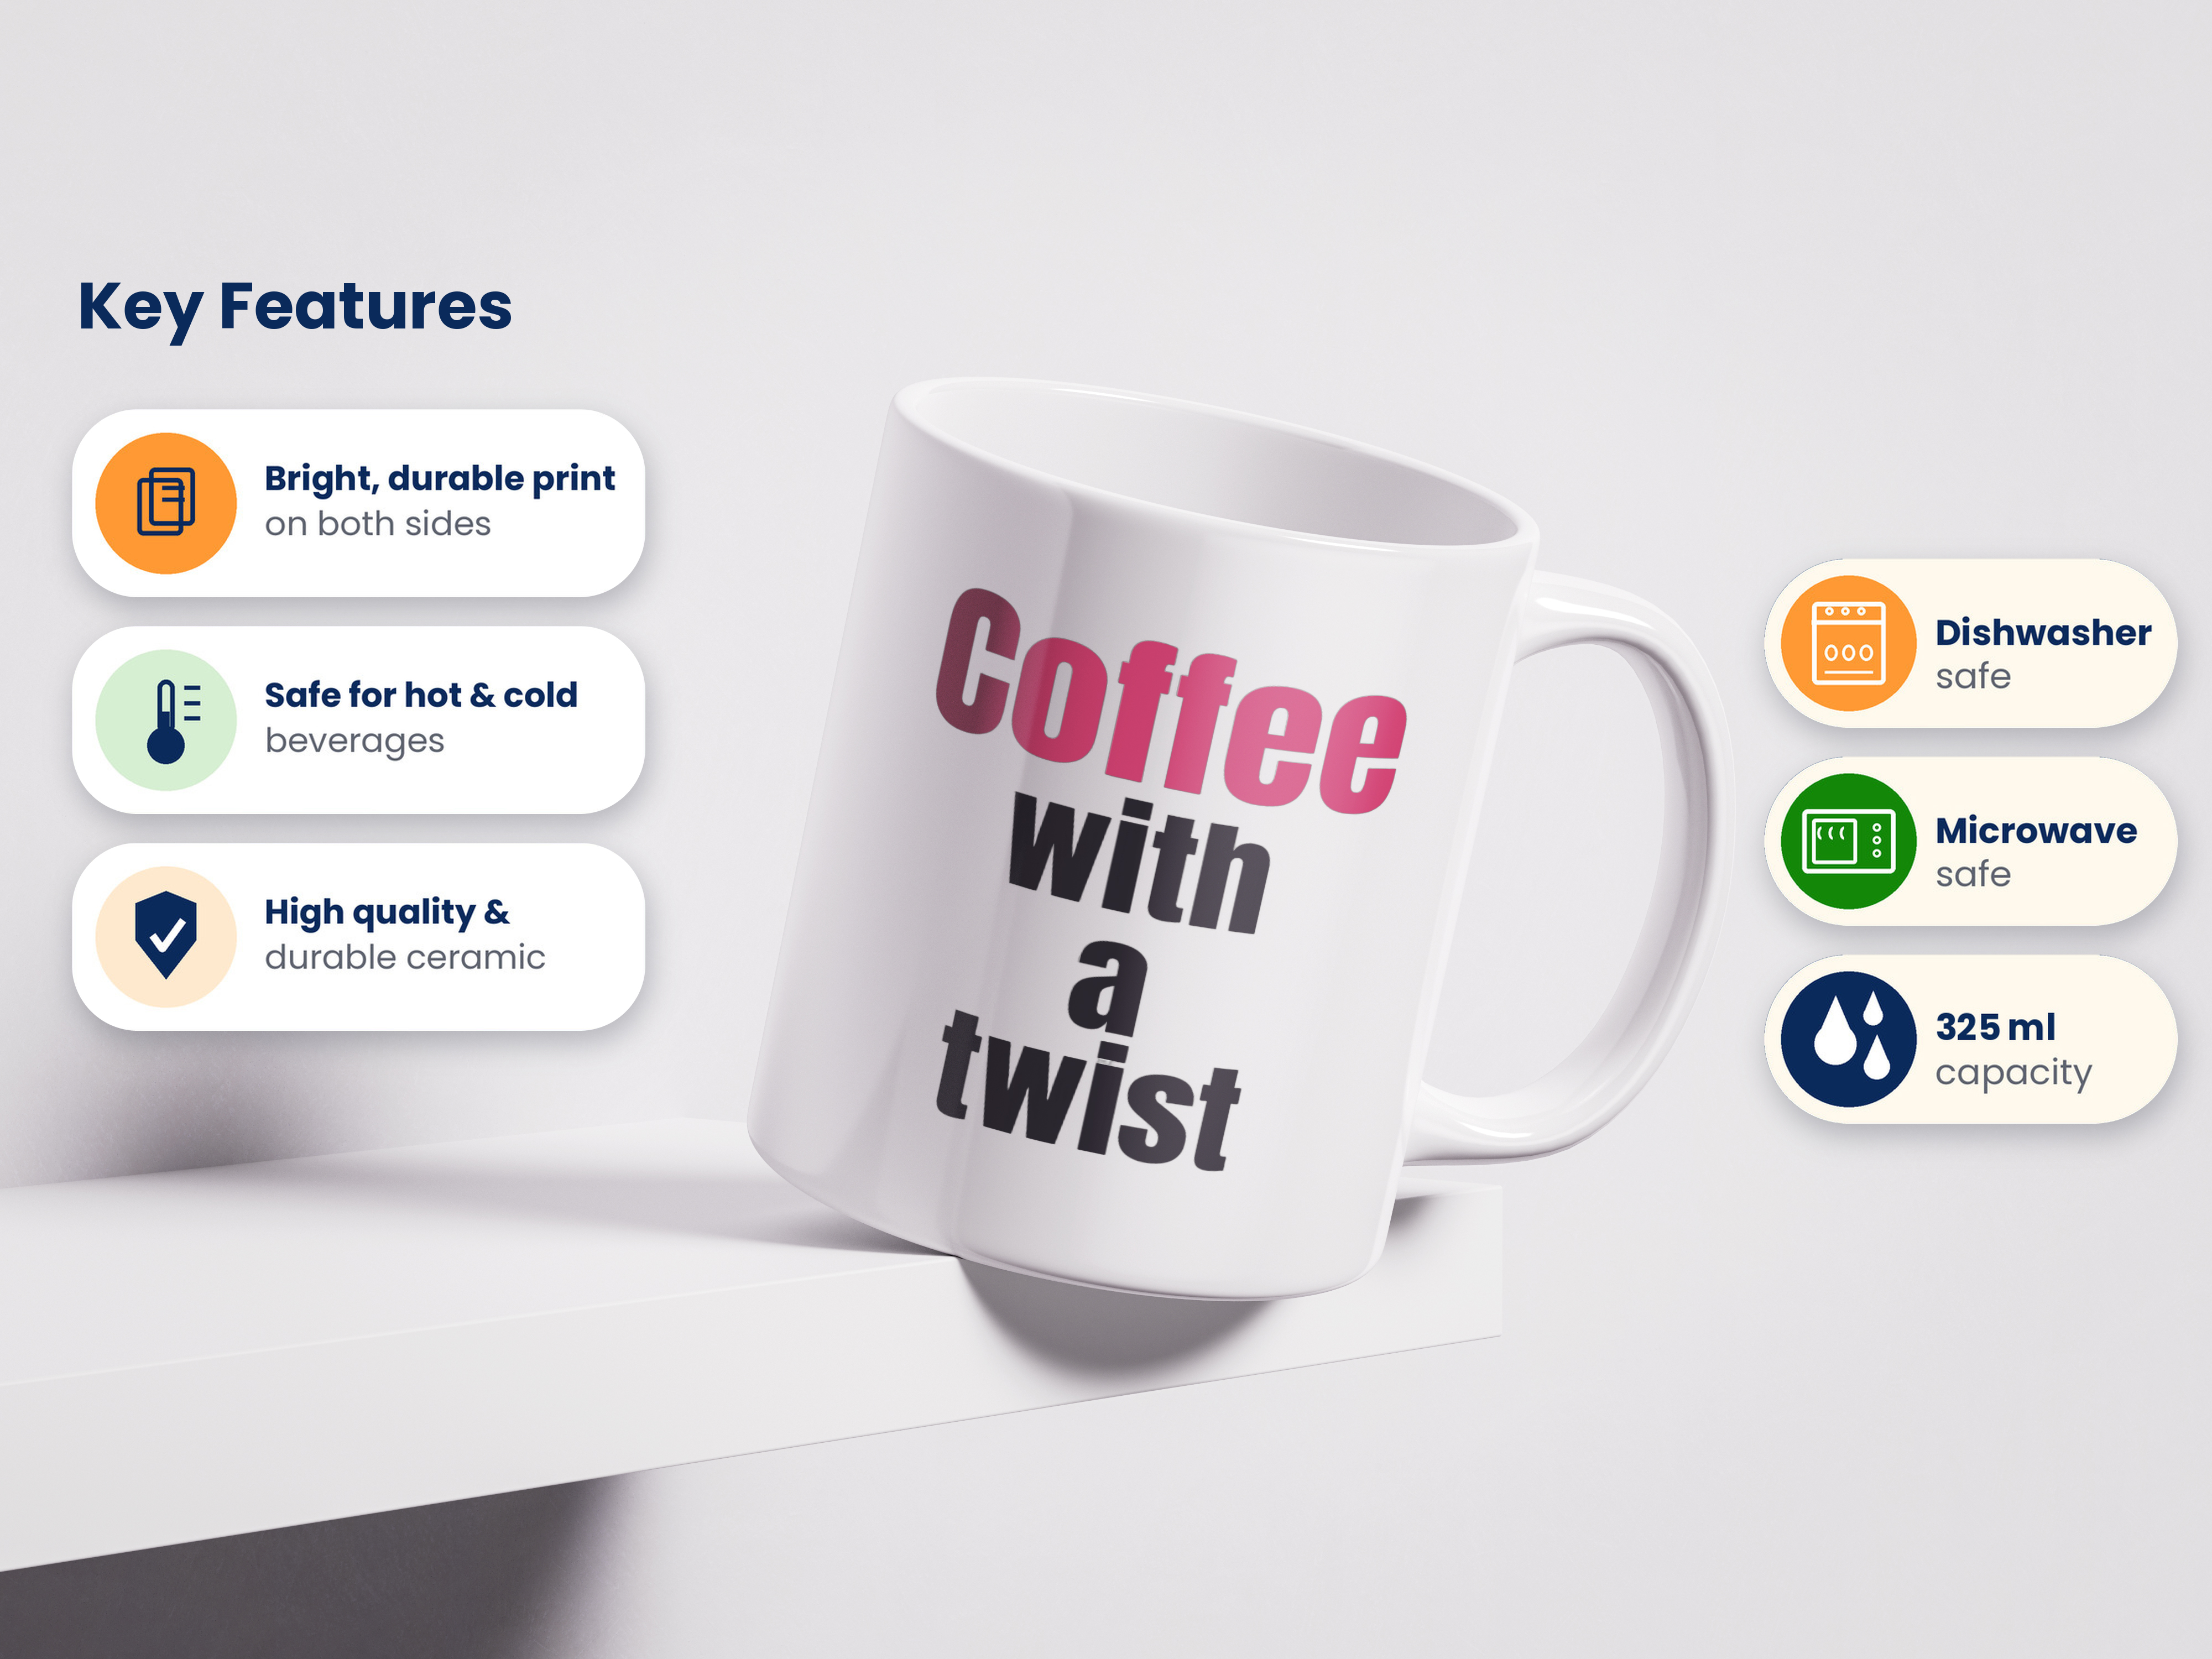 Key Features
Bright, durable print
on both sides
Safe for hot & cold
beverages
High quality &
durable ceramic
Coffee
with
a
twist
Dishwasher
safe
Microwave
safe
325 ml
capacity